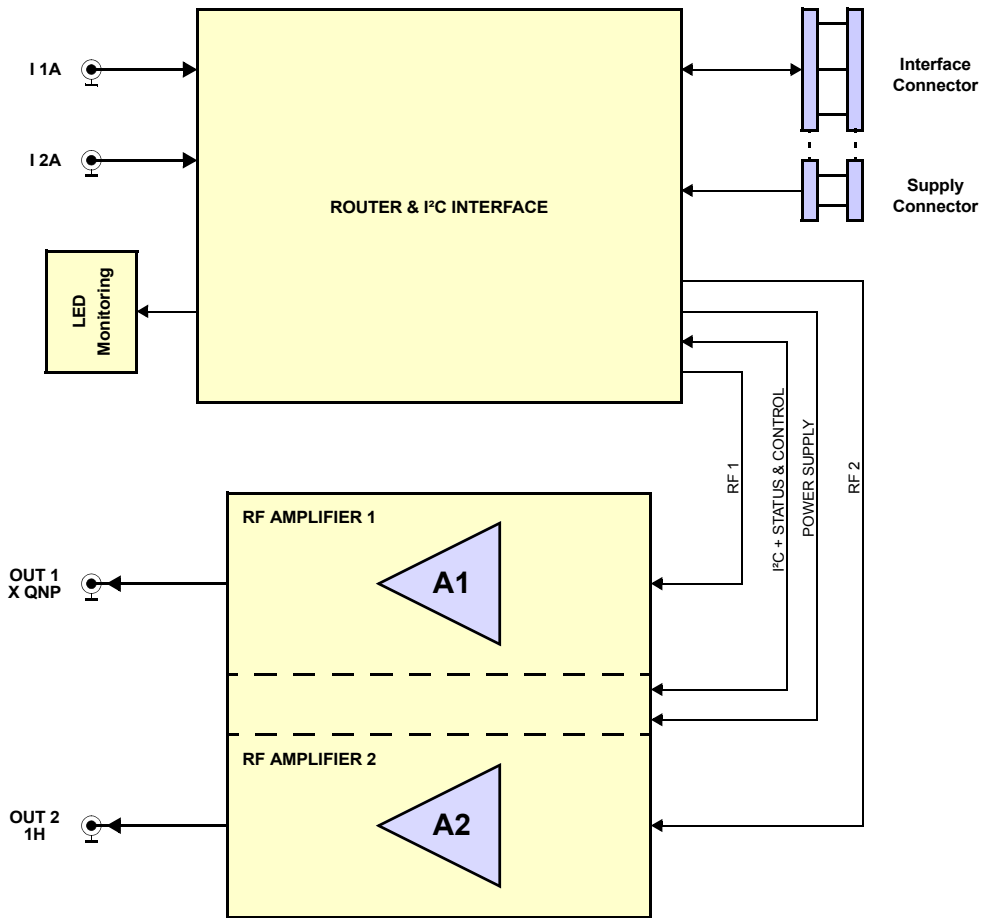 I 1A
I 2A
ROUTER & I²C INTERFACE
Interface
Connector
Supply
Connector
LED
Monitoring
RF 1
I²C + STATUS & CONTROL
POWER SUPPLY
RF 2
RF AMPLIFIER 1
A1
OUT 1
X QNP
RF AMPLIFIER 2
A2
OUT 2
1H